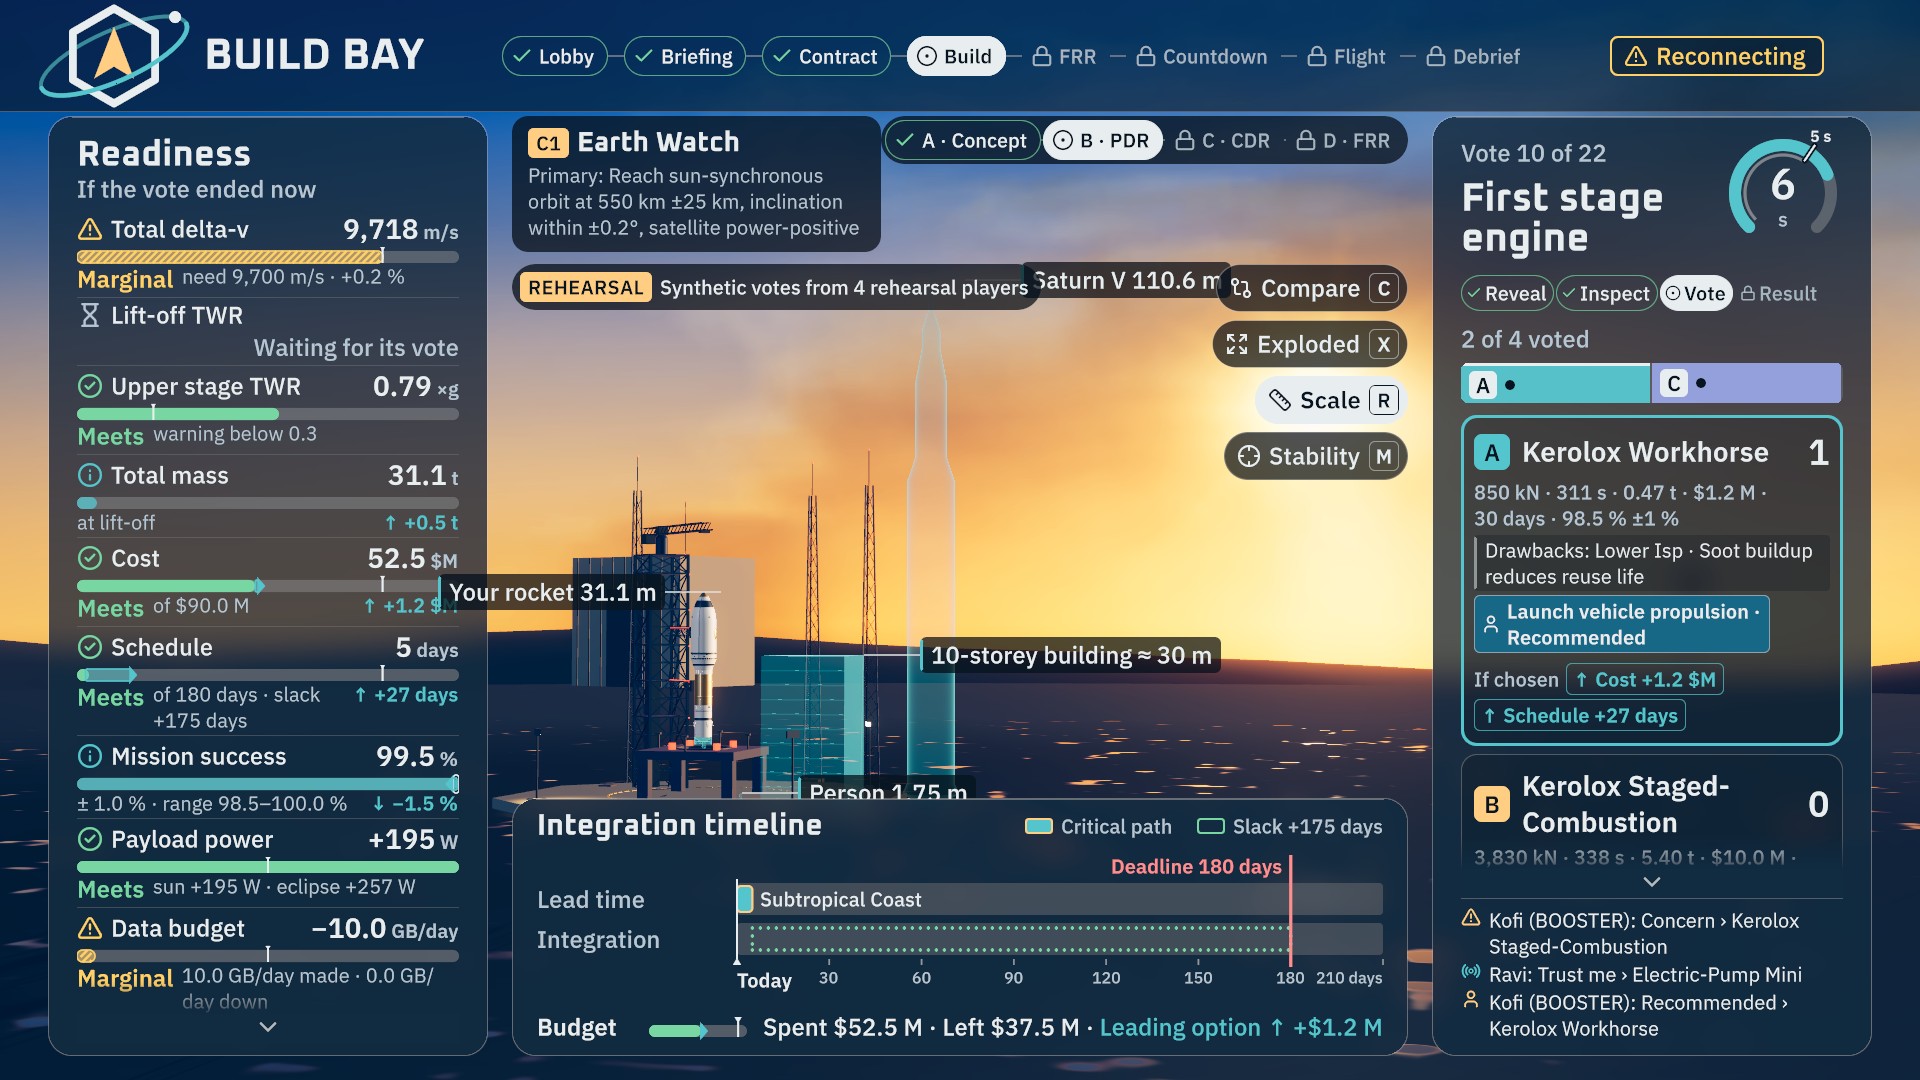 BUILD BAY
Lobby
Briefing
Contract
Build
FRR
Countdown
Flight
Debrief
Reconnecting
Readiness
If the vote ended now
Total delta-v 9,718 m/s
Marginal need 9,700 m/s · +0.2 %
Lift-off TWR
Waiting for its vote
Upper stage TWR 0.79 ×g
Meets warning below 0.3
Total mass 31.1 t
at lift-off ↑ +0.5 t
Cost 52.5 $M
Meets of $90.0 M ↑ +1.2 $M
Schedule 5 days
Meets of 180 days · slack ↑ +27 days
+175 days
Mission success 99.5 %
± 1.0 % · range 98.5–100.0 % ↓ −1.5 %
Payload power +195 W
Meets sun +195 W · eclipse +257 W
Data budget −10.0 GB/day
Marginal 10.0 GB/day made · 0.0 GB/
day down
C1 Earth Watch
Primary: Reach sun-synchronous
orbit at 550 km ±25 km, inclination
within ±0.2°, satellite power-positive
A · Concept
B · PDR
C · CDR
D · FRR
REHEARSAL Synthetic votes from 4 rehearsal players
Saturn V 110.6 m
Compare C
Exploded X
Scale R
Stability M
Your rocket 31.1 m
10-storey building ≈ 30 m
Person 1.75 m
Integration timeline
Critical path
Slack +175 days
Deadline 180 days
Lead time
Subtropical Coast
Integration
Today 30 60 90 120 150 180 210 days
Budget Spent $52.5 M · Left $37.5 M · Leading option ↑ +$1.2 M
Vote 10 of 22
First stage
engine
5 s
6
s
Reveal
Inspect
Vote
Result
2 of 4 voted
A
C
A Kerolox Workhorse 1
850 kN · 311 s · 0.47 t · $1.2 M ·
30 days · 98.5 % ±1 %
Drawbacks: Lower Isp · Soot buildup
reduces reuse life
Launch vehicle propulsion ·
Recommended
If chosen ↑ Cost +1.2 $M
↑ Schedule +27 days
B Kerolox Staged-
Combustion 0
3,830 kN · 338 s · 5.40 t · $10.0 M ·
Kofi (BOOSTER): Concern › Kerolox
Staged-Combustion
Ravi: Trust me › Electric-Pump Mini
Kofi (BOOSTER): Recommended ›
Kerolox Workhorse